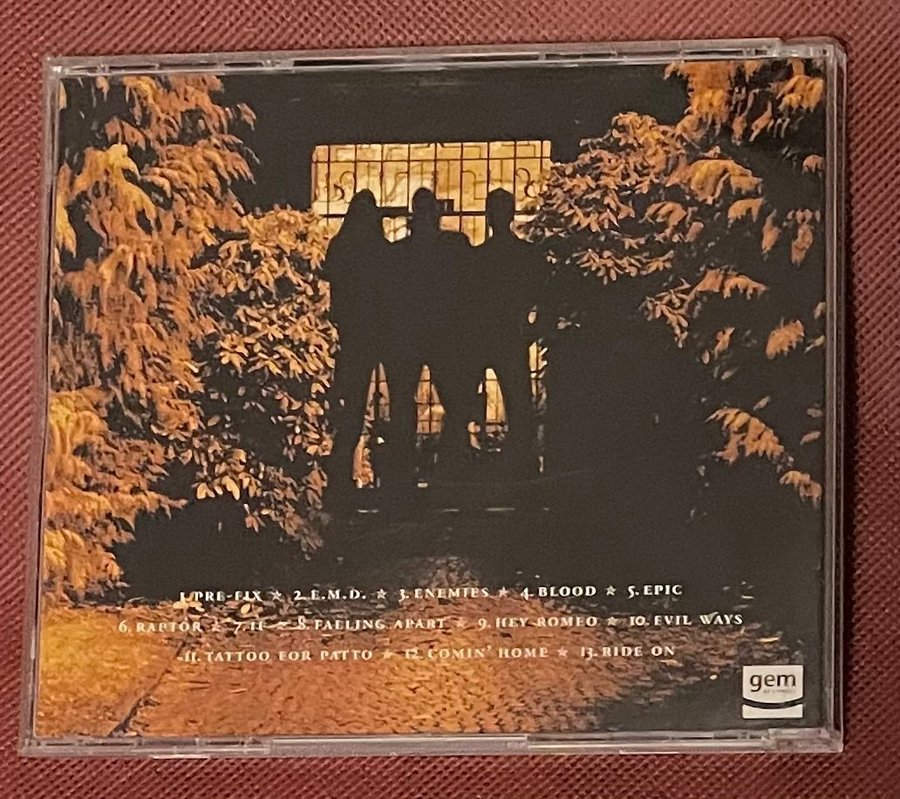 1. PRE-FIX ★ 2. E.M.D. ★ 3. ENEMIES ★ 4. BLOOD ★ 5. EPIC
6. RAPTOR ★ 7. IF ★ 8. FALLING APART ★ 9. HEY ROMEO ★ 10. EVIL WAYS
11. TATTOO FOR PATTO ★ 12. COMIN' HOME ★ 13. RIDE ON
gem